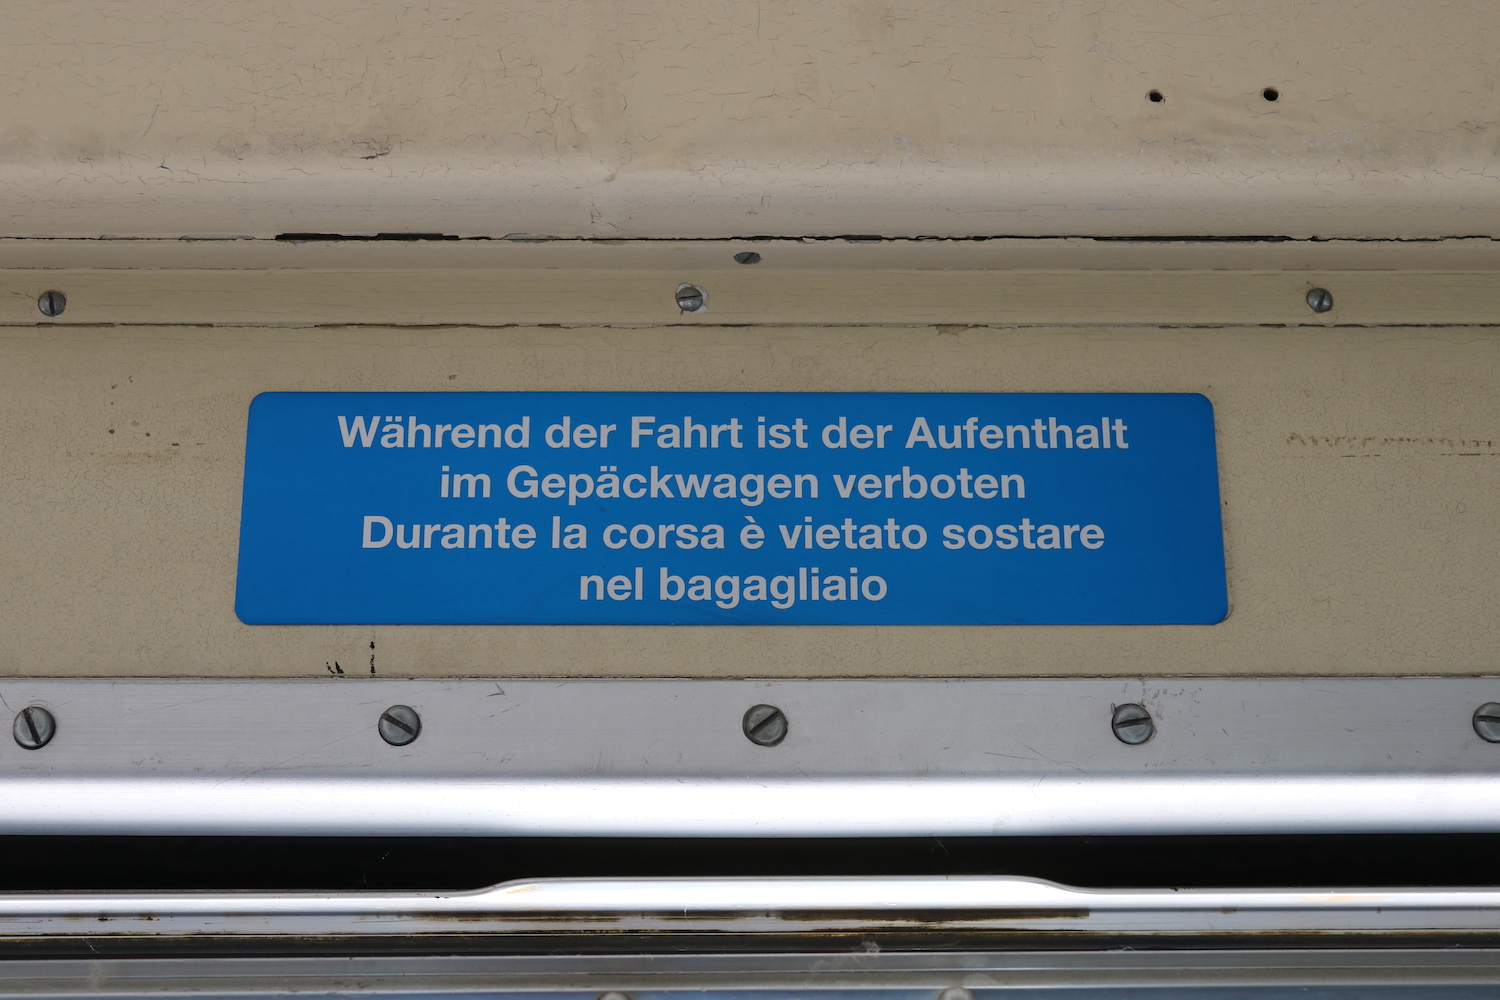 Während der Fahrt ist der Aufenthalt
im Gepäckwagen verboten
Durante la corsa è vietato sostare
nel bagagliaio